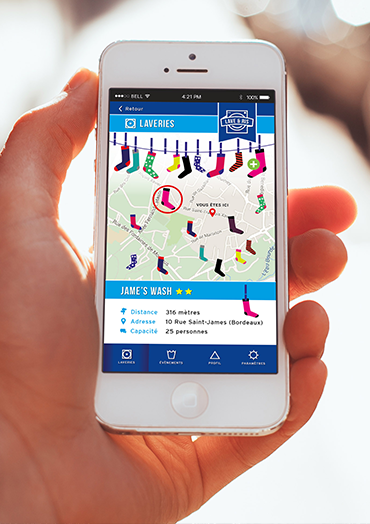 BELL
4:21 PM
100%
Retour
LAVE & BIS
LAVERIES
VOUS ÊTES ICI
JAME'S WASH
Distance 316 mètres
Adresse 10 Rue Saint-James (Bordeaux)
Capacité 25 personnes
LAVERIES ÉVÉNEMENTS PROFIL PARAMÈTRES